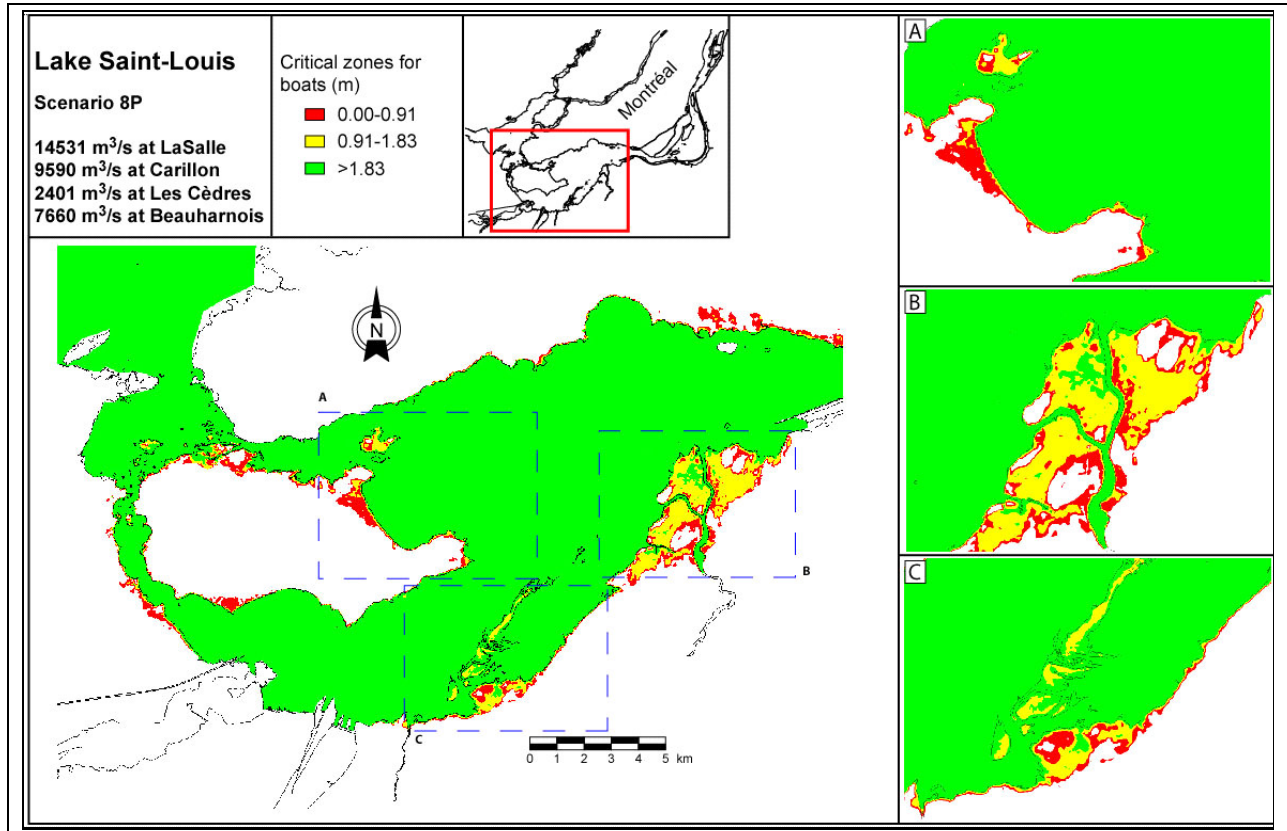 Lake Saint-Louis
Scenario 8P
14531 m³/s at LaSalle
9590 m³/s at Carillon
2401 m³/s at Les Cèdres
7660 m³/s at Beauharnois
Critical zones for
boats (m)
0.00-0.91
0.91-1.83
>1.83
Montréal
A
B
C
N
A
B
C
0 1 2 3 4 5 km